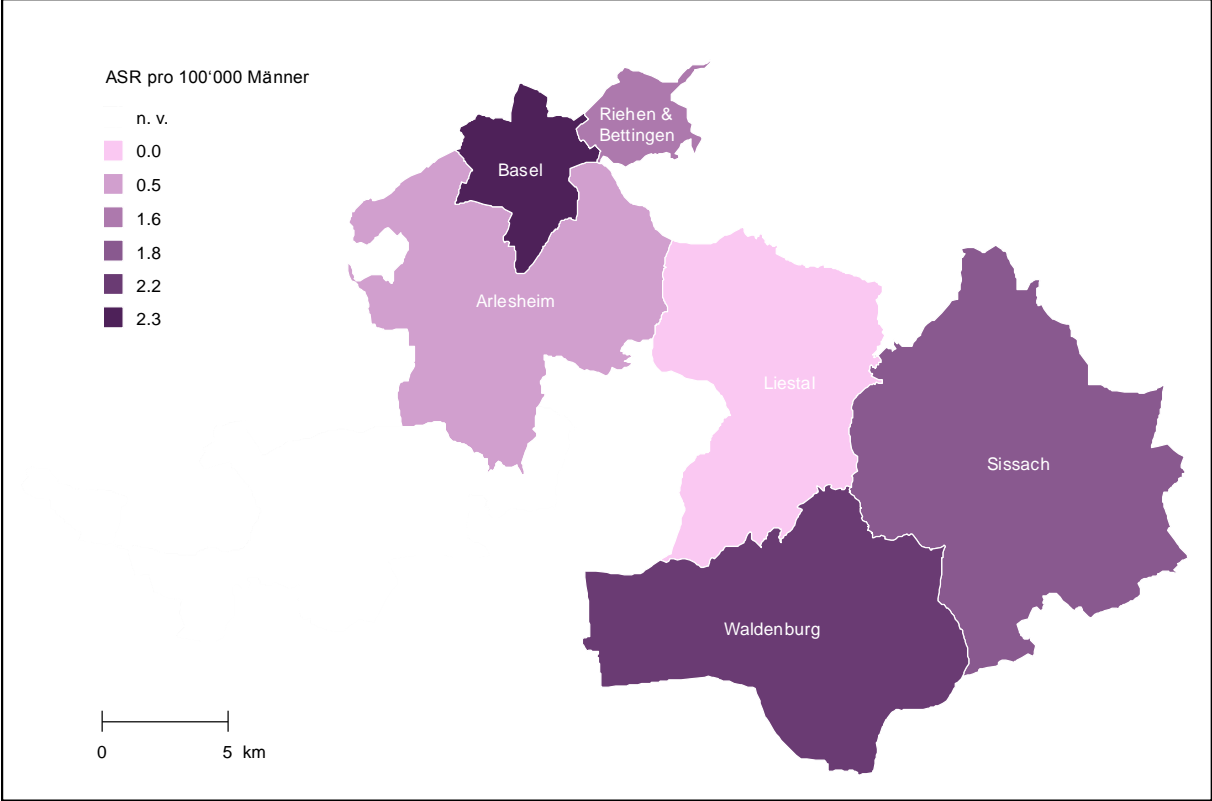 ASR pro 100‘000 Männer
n. v.
0.0
0.5
1.6
1.8
2.2
2.3
Riehen &
Bettingen
Basel
Arlesheim
Liestal
Sissach
Waldenburg
0 5 km